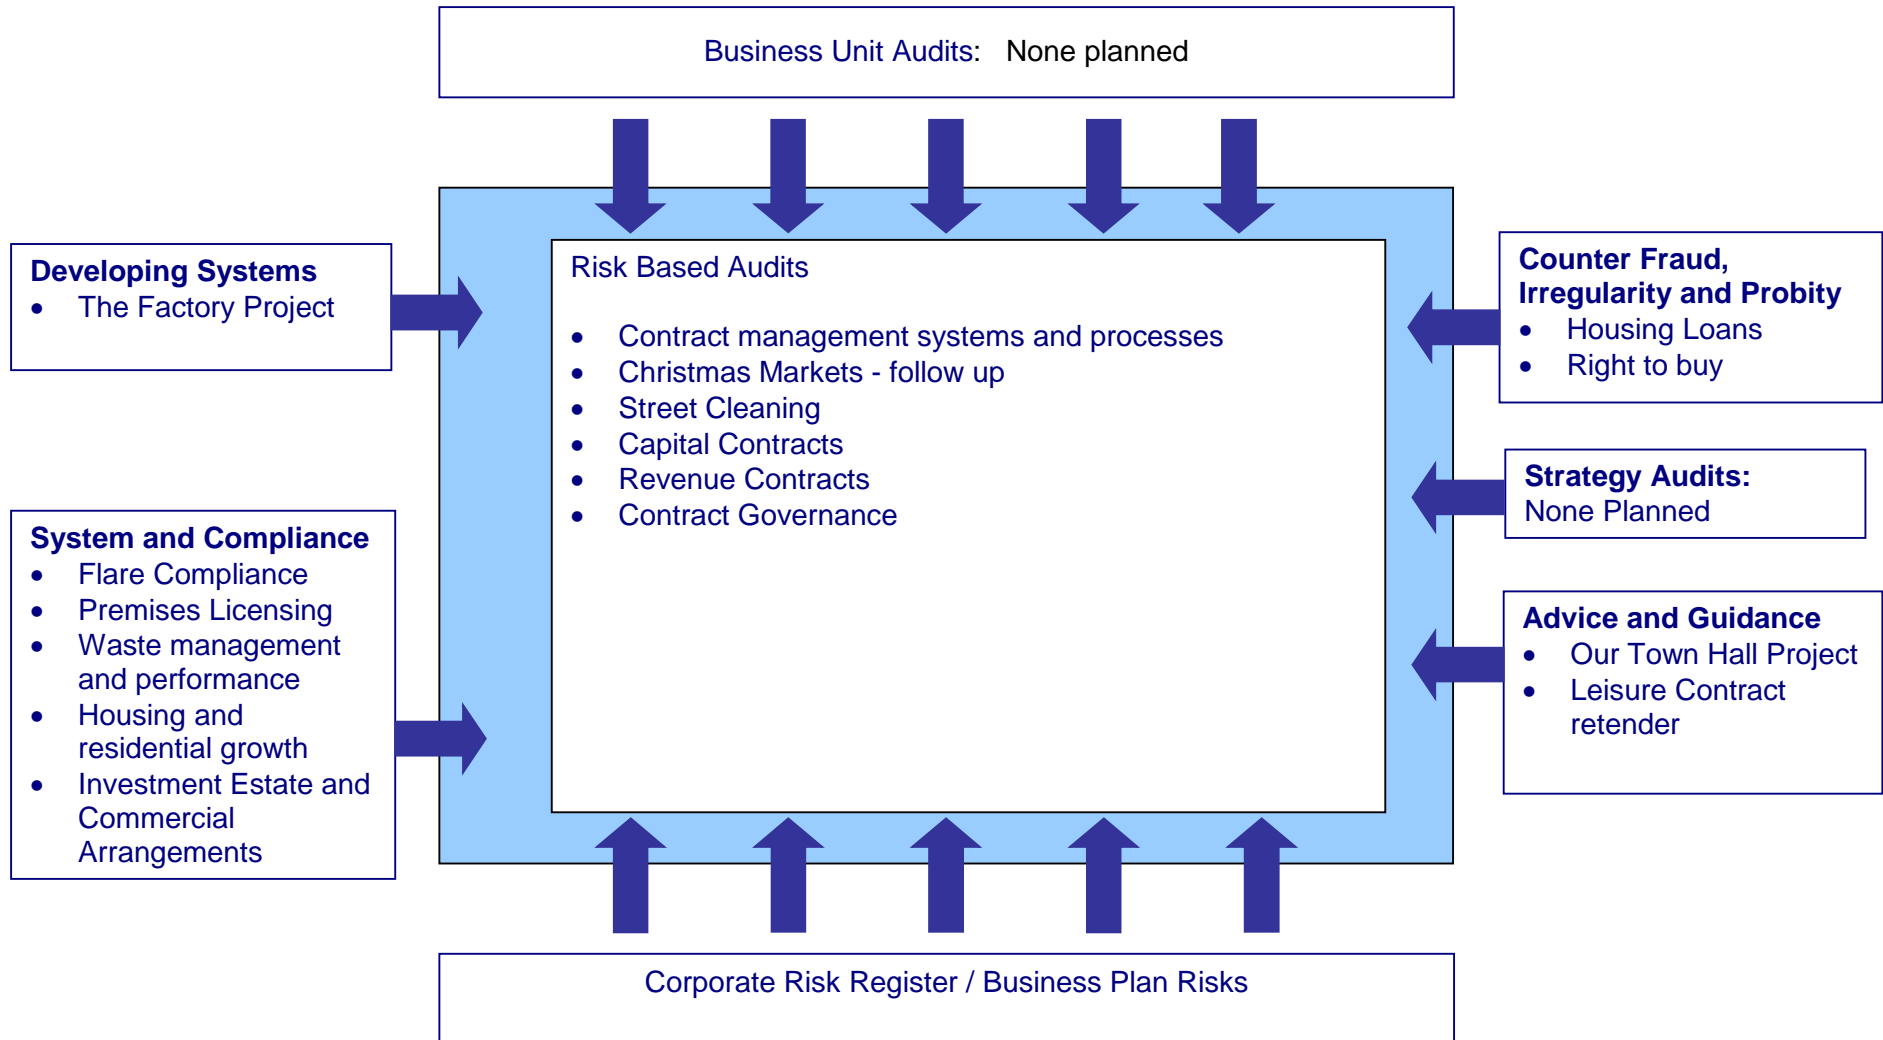 Business Unit Audits:   None planned
Developing Systems
• The Factory Project
System and Compliance
• Flare Compliance
• Premises Licensing
• Waste management
and performance
• Housing and
residential growth
• Investment Estate and
Commercial
Arrangements
Risk Based Audits
• Contract management systems and processes
• Christmas Markets - follow up
• Street Cleaning
• Capital Contracts
• Revenue Contracts
• Contract Governance
Counter Fraud,
Irregularity and Probity
• Housing Loans
• Right to buy
Strategy Audits:
None Planned
Advice and Guidance
• Our Town Hall Project
• Leisure Contract
retender
Corporate Risk Register / Business Plan Risks